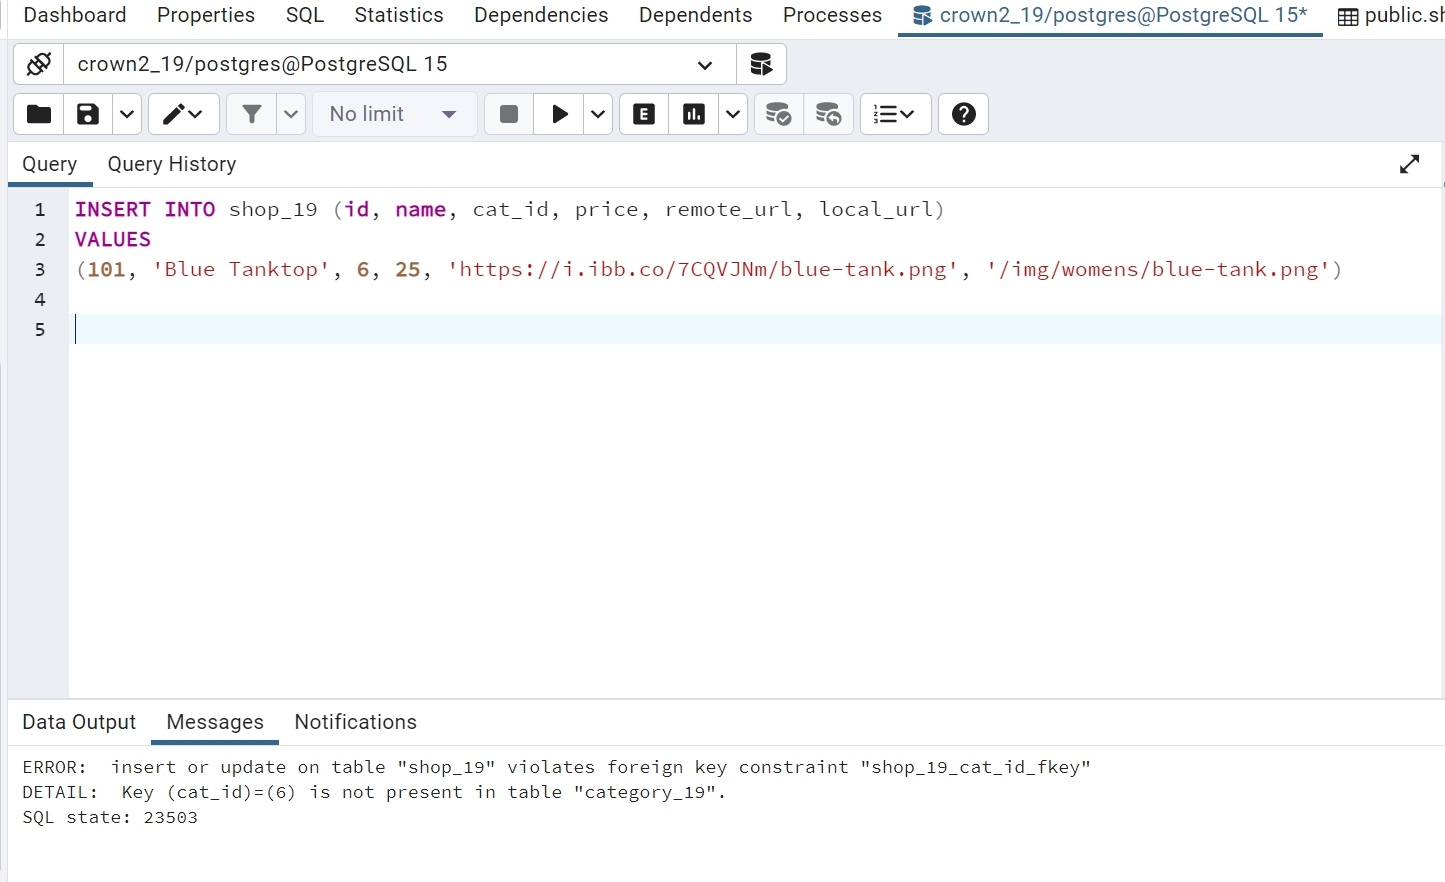 Dashboard Properties SQL Statistics Dependencies Dependents Processes crown2_19/postgres@PostgreSQL 15* public.sh
crown2_19/postgres@PostgreSQL 15
No limit E
Query Query History
1 INSERT INTO shop_19 (id, name, cat_id, price, remote_url, local_url)
2 VALUES
3 (101, 'Blue Tanktop', 6, 25, 'https://i.ibb.co/7CQVJNm/blue-tank.png', '/img/womens/blue-tank.png')
4
5
Data Output Messages Notifications
ERROR:  insert or update on table "shop_19" violates foreign key constraint "shop_19_cat_id_fkey"
DETAIL:  Key (cat_id)=(6) is not present in table "category_19".
SQL state: 23503